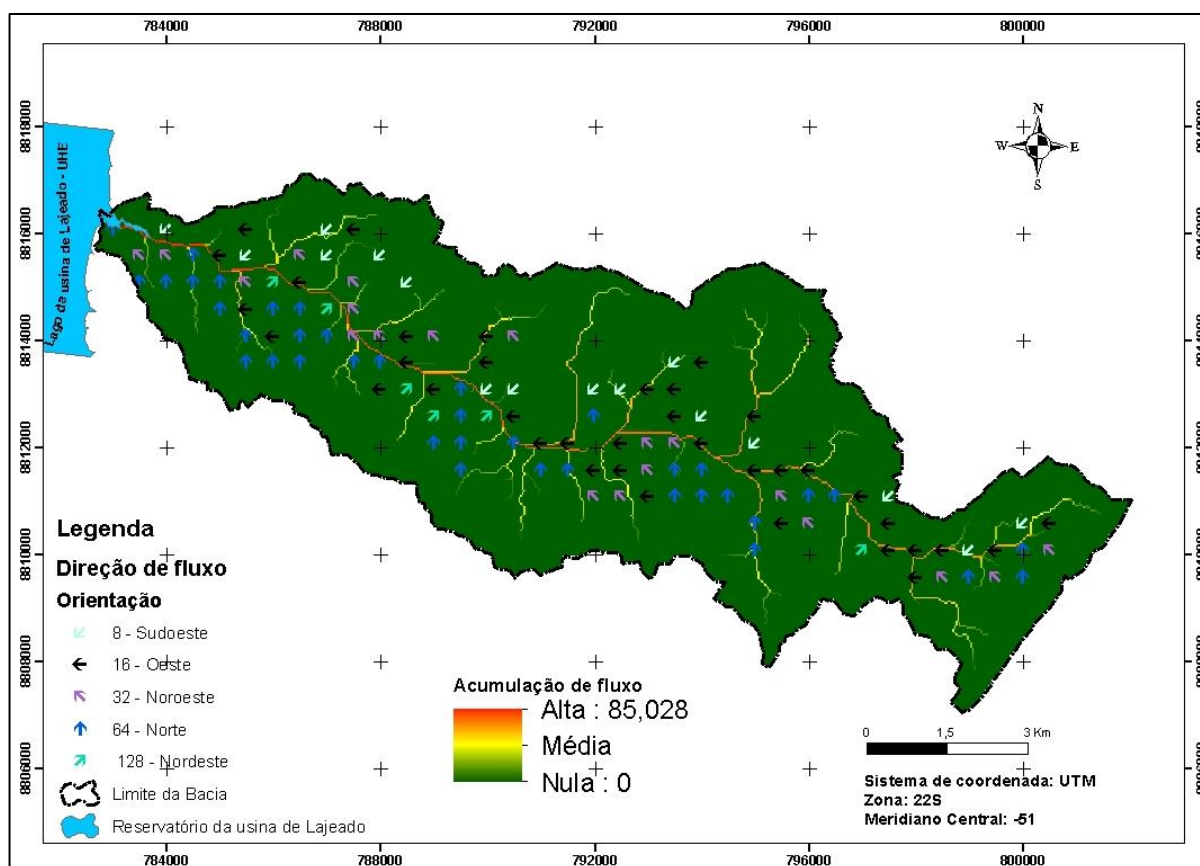 784000 788000 792000 796000 800000
8818000
8816000
8814000
8812000
8810000
8808000
8806000
N
W E
S
Lago da usina de Lajeado - UHE
Legenda
Direção de fluxo
Orientação
8 - Sudoeste
16 - Oeste
32 - Noroeste
64 - Norte
128 - Nordeste
Limite da Bacia
Reservatório da usina de Lajeado
Acumulação de fluxo
Alta : 85,028
Média
Nula : 0
0 1,5 3 Km
Sistema de coordenada: UTM
Zona: 22S
Meridiano Central: -51
784000 788000 792000 796000 800000